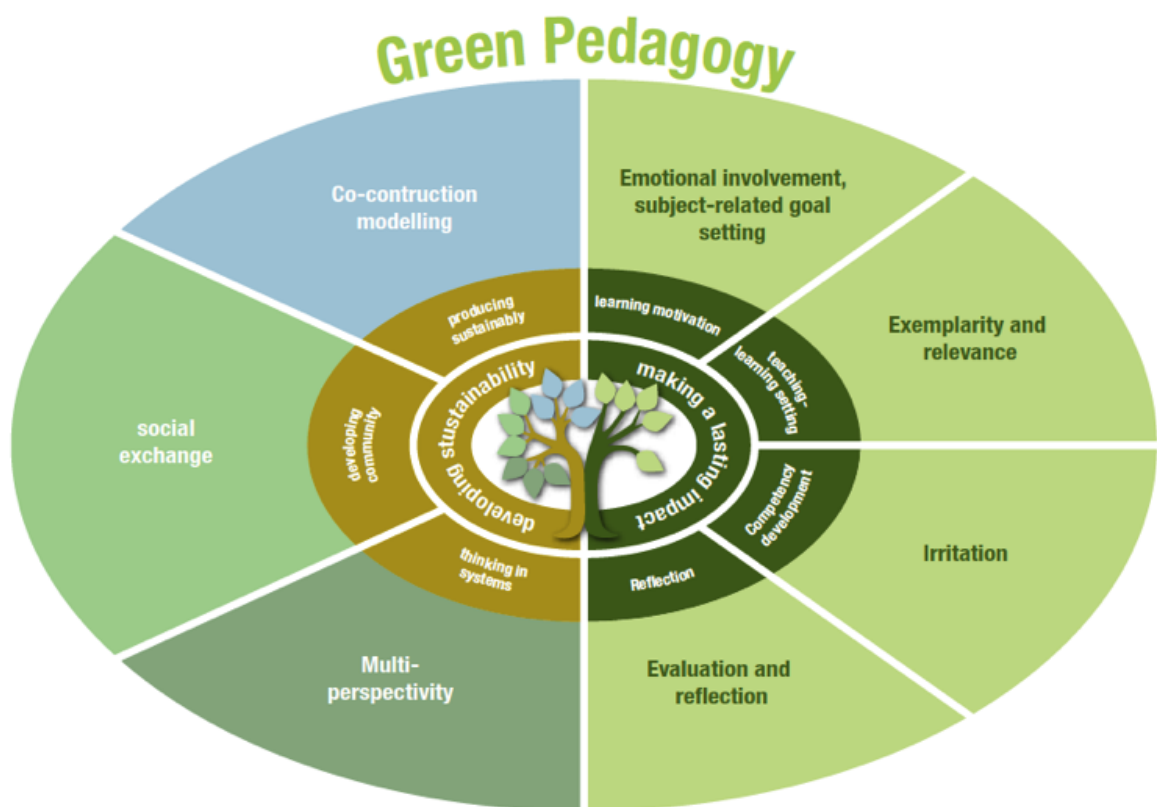 Green Pedagogy
Co-contruction
modelling
Emotional involvement,
subject-related goal
setting
Exemplarity and
relevance
Irritation
Evaluation and
reflection
Multi-
perspectivity
social
exchange
producing
sustainably
learning motivation
teaching-
learning setting
Competency
development
Reflection
thinking in
systems
developing
community
developing stustainability
making a lasting impact